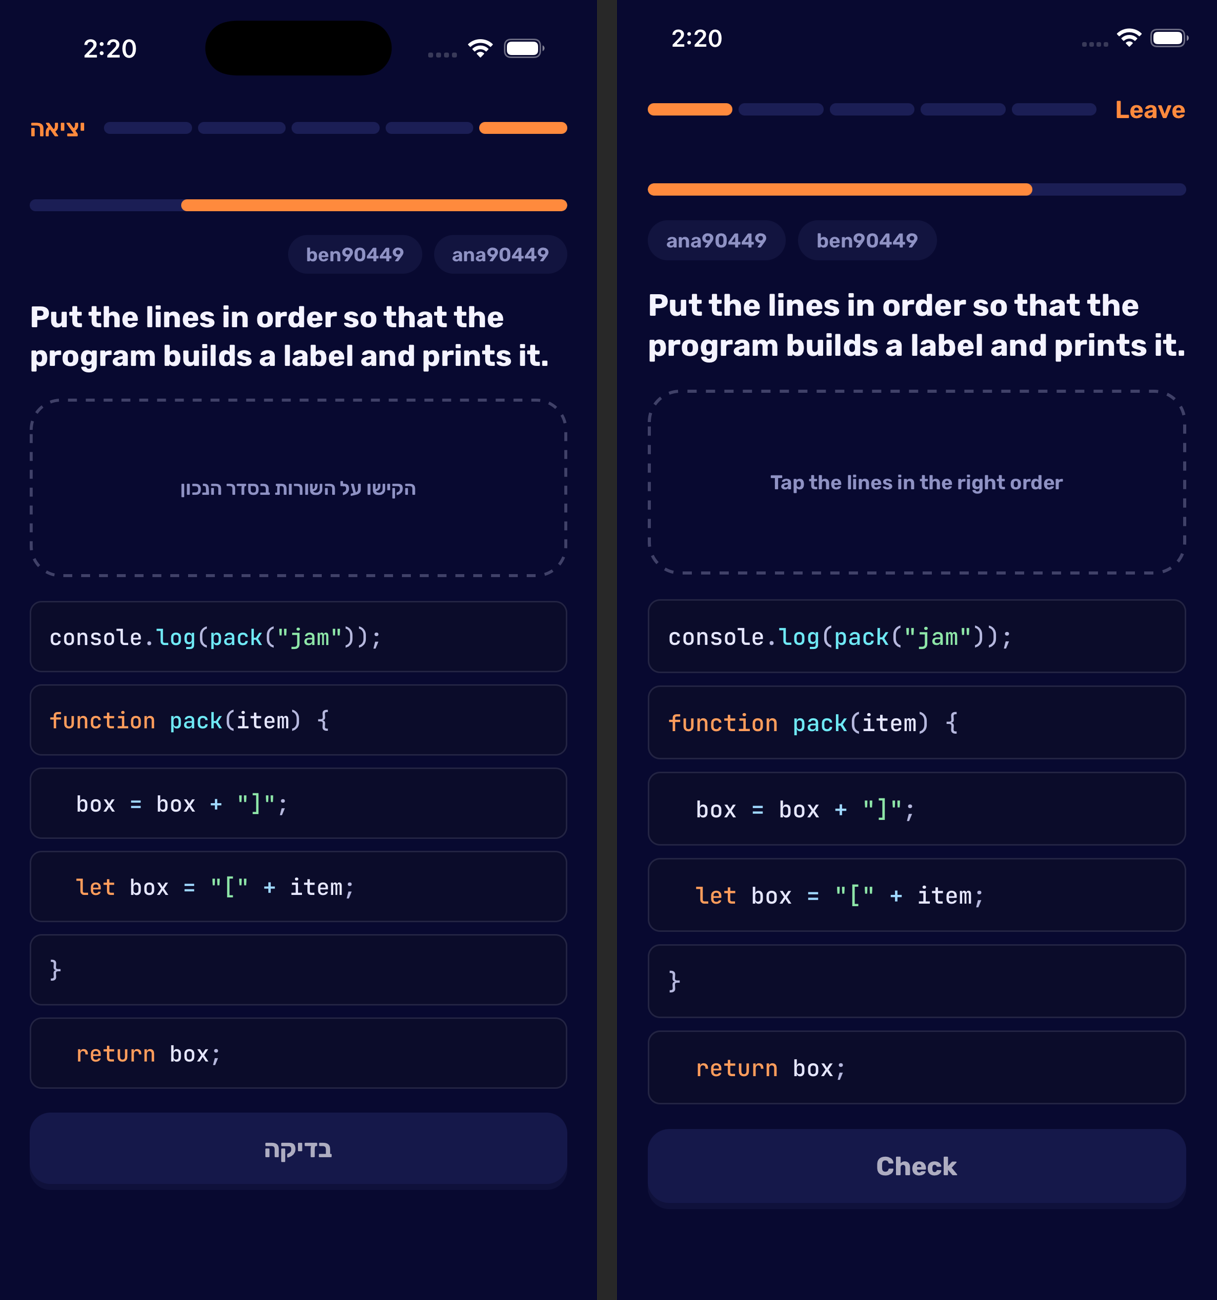 2:20
יציאה
ana90449 ben90449
Put the lines in order so that the
program builds a label and prints it.
הקישו על השורות בסדר הנכון
console.log(pack("jam"));
function pack(item) {
  box = box + "]";
  let box = "[" + item;
}
  return box;
בדיקה
2:20
Leave
ana90449 ben90449
Put the lines in order so that the
program builds a label and prints it.
Tap the lines in the right order
console.log(pack("jam"));
function pack(item) {
  box = box + "]";
  let box = "[" + item;
}
  return box;
Check